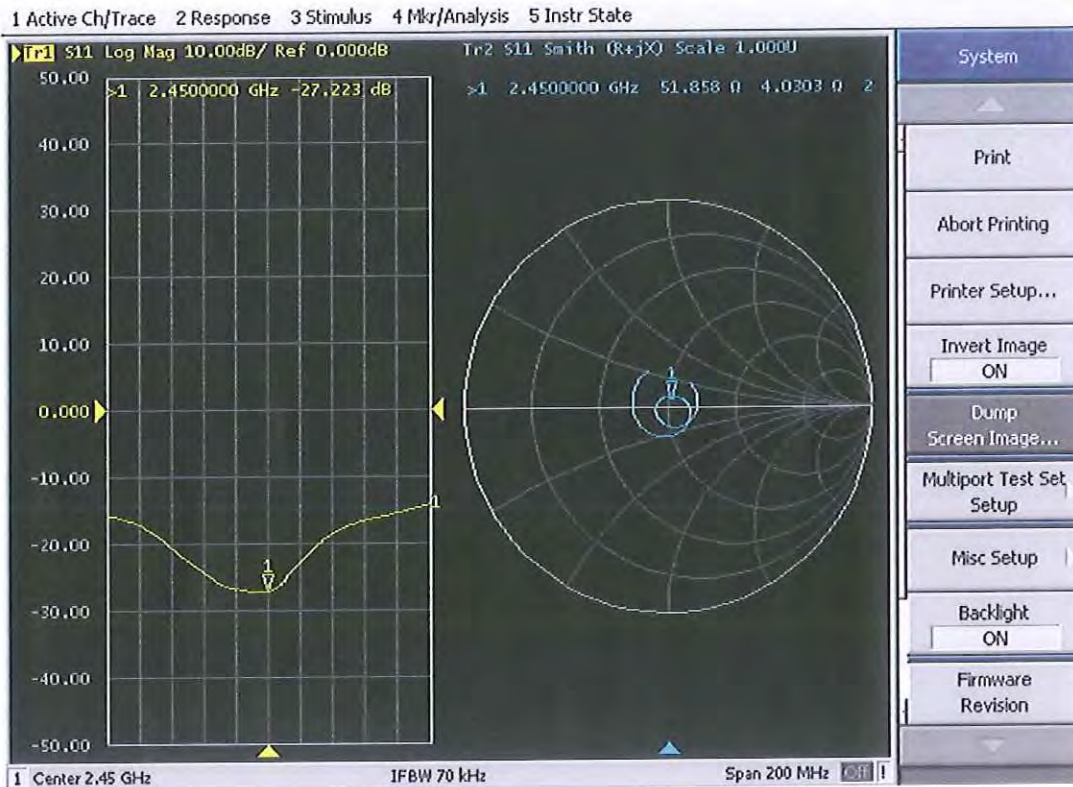 1 Active Ch/Trace 2 Response 3 Stimulus 4 Mkr/Analysis 5 Instr State
Tr1 S11 Log Mag 10.00dB/ Ref 0.000dB
50.00
>1 2.4500000 GHz -27.223 dB
40.00
30.00
20.00
10.00
0.000
-10.00
-20.00
-30.00
-40.00
-50.00
1
1
Tr2 S11 Smith (R+jX) Scale 1.000U
>1 2.4500000 GHz 51.858 Ω 4.0303 Ω 2
1
1 Center 2.45 GHz
IFBW 70 kHz
Span 200 MHz Off !
System
Print
Abort Printing
Printer Setup...
Invert Image
ON
Dump
Screen Image...
Multiport Test Set
Setup
Misc Setup
Backlight
ON
Firmware
Revision